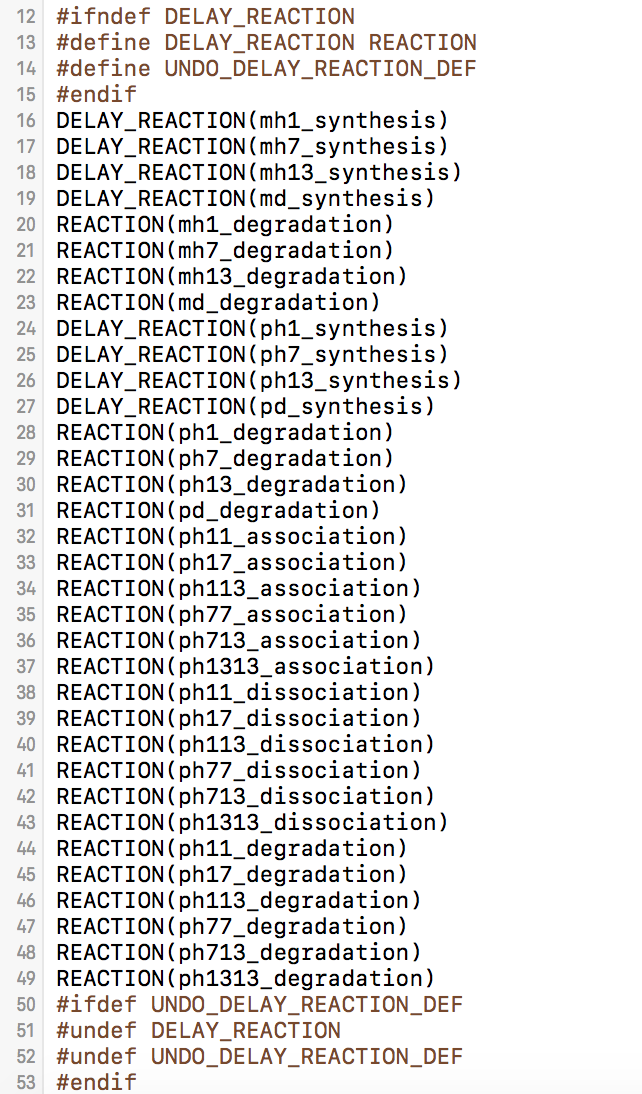 12 #ifndef DELAY_REACTION
13 #define DELAY_REACTION REACTION
14 #define UNDO_DELAY_REACTION_DEF
15 #endif
16 DELAY_REACTION(mh1_synthesis)
17 DELAY_REACTION(mh7_synthesis)
18 DELAY_REACTION(mh13_synthesis)
19 DELAY_REACTION(md_synthesis)
20 REACTION(mh1_degradation)
21 REACTION(mh7_degradation)
22 REACTION(mh13_degradation)
23 REACTION(md_degradation)
24 DELAY_REACTION(ph1_synthesis)
25 DELAY_REACTION(ph7_synthesis)
26 DELAY_REACTION(ph13_synthesis)
27 DELAY_REACTION(pd_synthesis)
28 REACTION(ph1_degradation)
29 REACTION(ph7_degradation)
30 REACTION(ph13_degradation)
31 REACTION(pd_degradation)
32 REACTION(ph11_association)
33 REACTION(ph17_association)
34 REACTION(ph113_association)
35 REACTION(ph77_association)
36 REACTION(ph713_association)
37 REACTION(ph1313_association)
38 REACTION(ph11_dissociation)
39 REACTION(ph17_dissociation)
40 REACTION(ph113_dissociation)
41 REACTION(ph77_dissociation)
42 REACTION(ph713_dissociation)
43 REACTION(ph1313_dissociation)
44 REACTION(ph11_degradation)
45 REACTION(ph17_degradation)
46 REACTION(ph113_degradation)
47 REACTION(ph77_degradation)
48 REACTION(ph713_degradation)
49 REACTION(ph1313_degradation)
50 #ifdef UNDO_DELAY_REACTION_DEF
51 #undef DELAY_REACTION
52 #undef UNDO_DELAY_REACTION_DEF
53 #endif